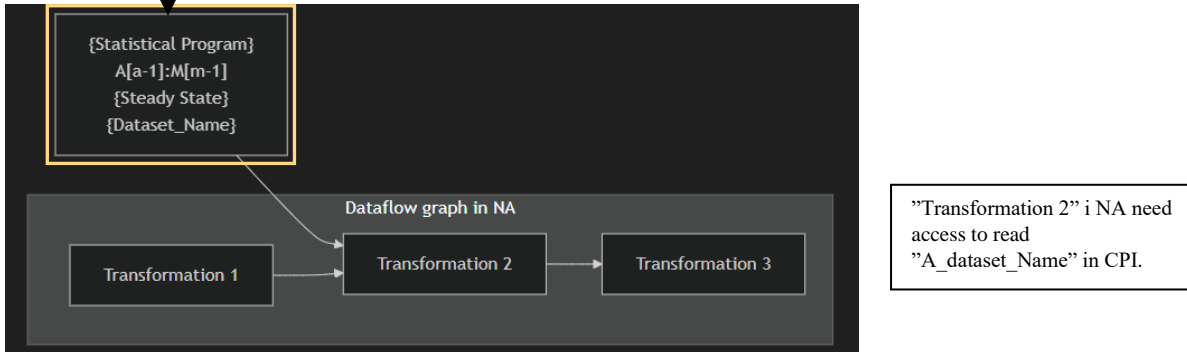 {Statistical Program}
A[a-1]:M[m-1]
{Steady State}
{Dataset_Name}
Dataflow graph in NA
Transformation 1
Transformation 2
Transformation 3
”Transformation 2” i NA need
access to read
”A_dataset_Name” in CPI.